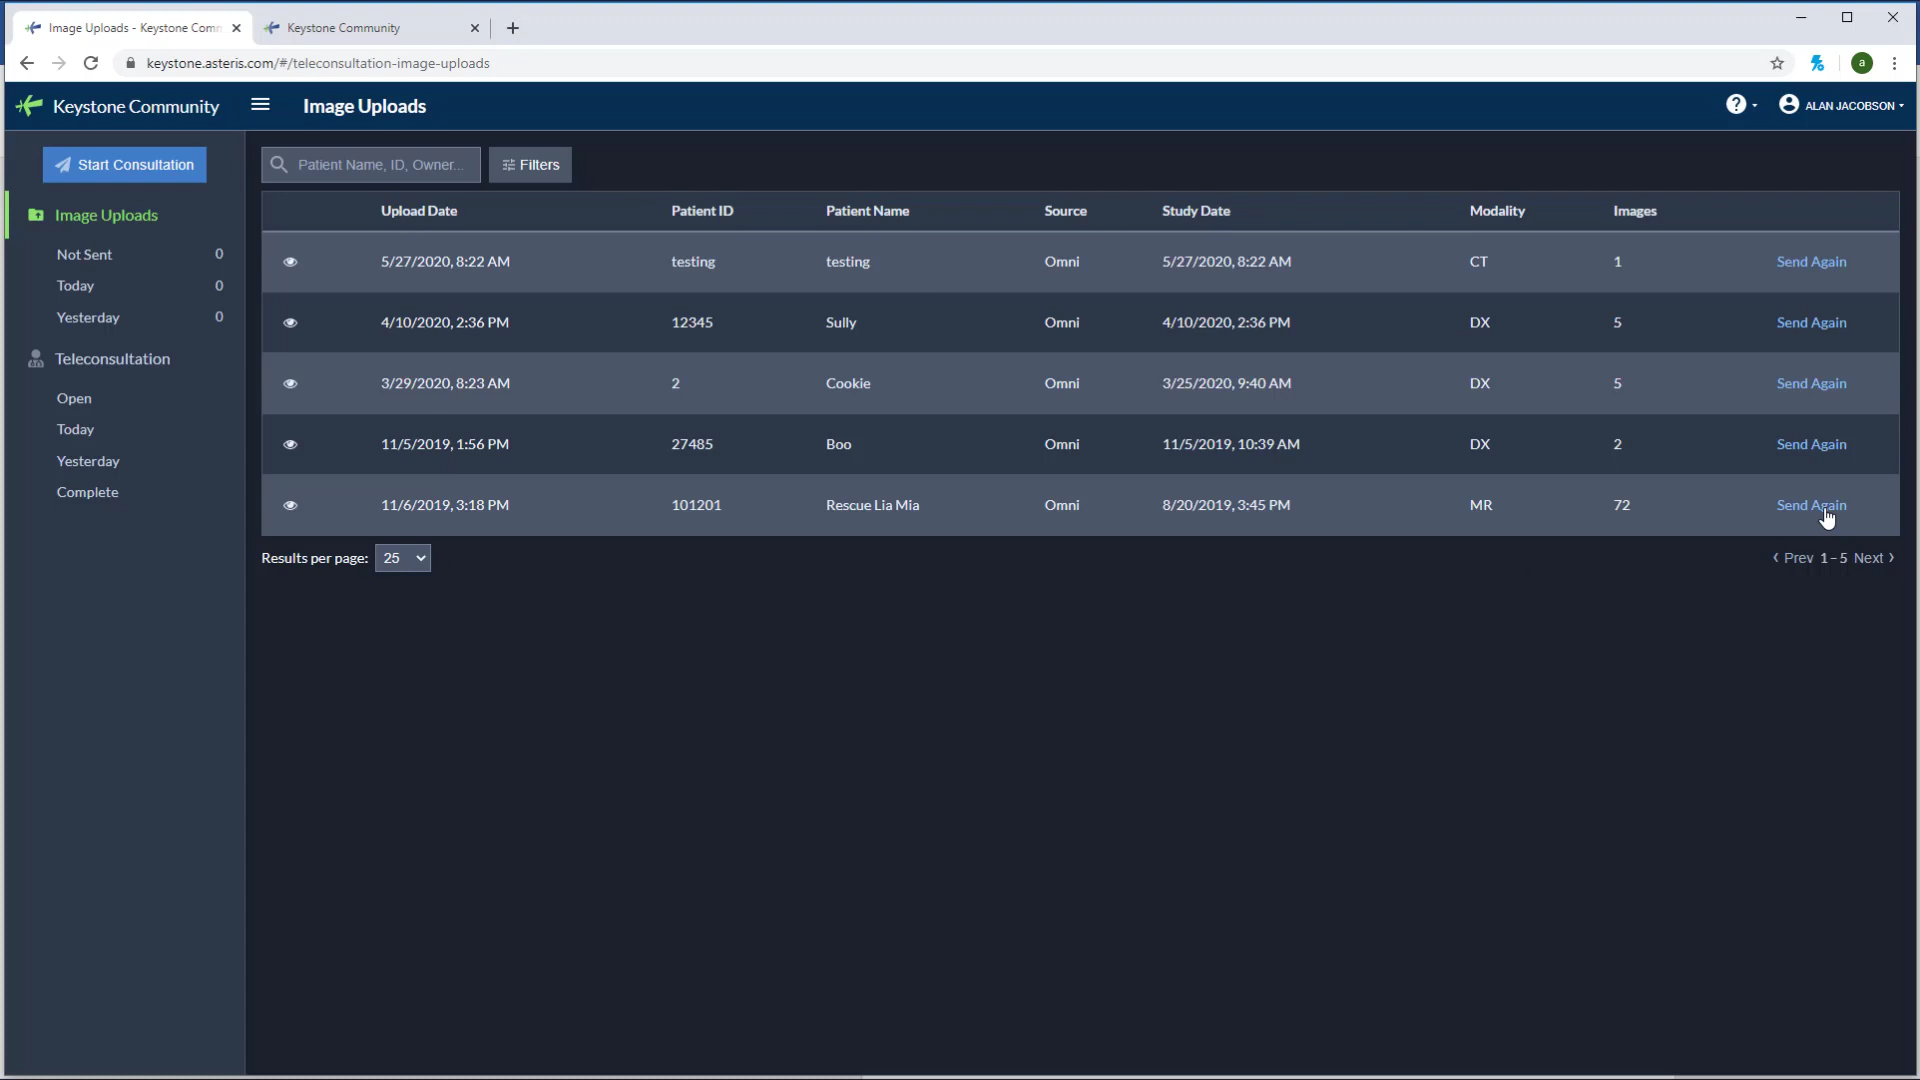 Image Uploads - Keystone Comm
Keystone Community
keystone.asteris.com/#/teleconsultation-image-uploads
a
Keystone Community
Image Uploads
?
ALAN JACOBSON
Start Consultation
Patient Name, ID, Owner...
Filters
Image Uploads
Not Sent 0
Today 0
Yesterday 0
Teleconsultation
Open
Today
Yesterday
Complete
Upload Date Patient ID Patient Name Source Study Date Modality Images
5/27/2020, 8:22 AM testing testing Omni 5/27/2020, 8:22 AM CT 1 Send Again
4/10/2020, 2:36 PM 12345 Sully Omni 4/10/2020, 2:36 PM DX 5 Send Again
3/29/2020, 8:23 AM 2 Cookie Omni 3/25/2020, 9:40 AM DX 5 Send Again
11/5/2019, 1:56 PM 27485 Boo Omni 11/5/2019, 10:39 AM DX 2 Send Again
11/6/2019, 3:18 PM 101201 Rescue Lia Mia Omni 8/20/2019, 3:45 PM MR 72 Send Again
Results per page: 25
Prev 1 – 5 Next